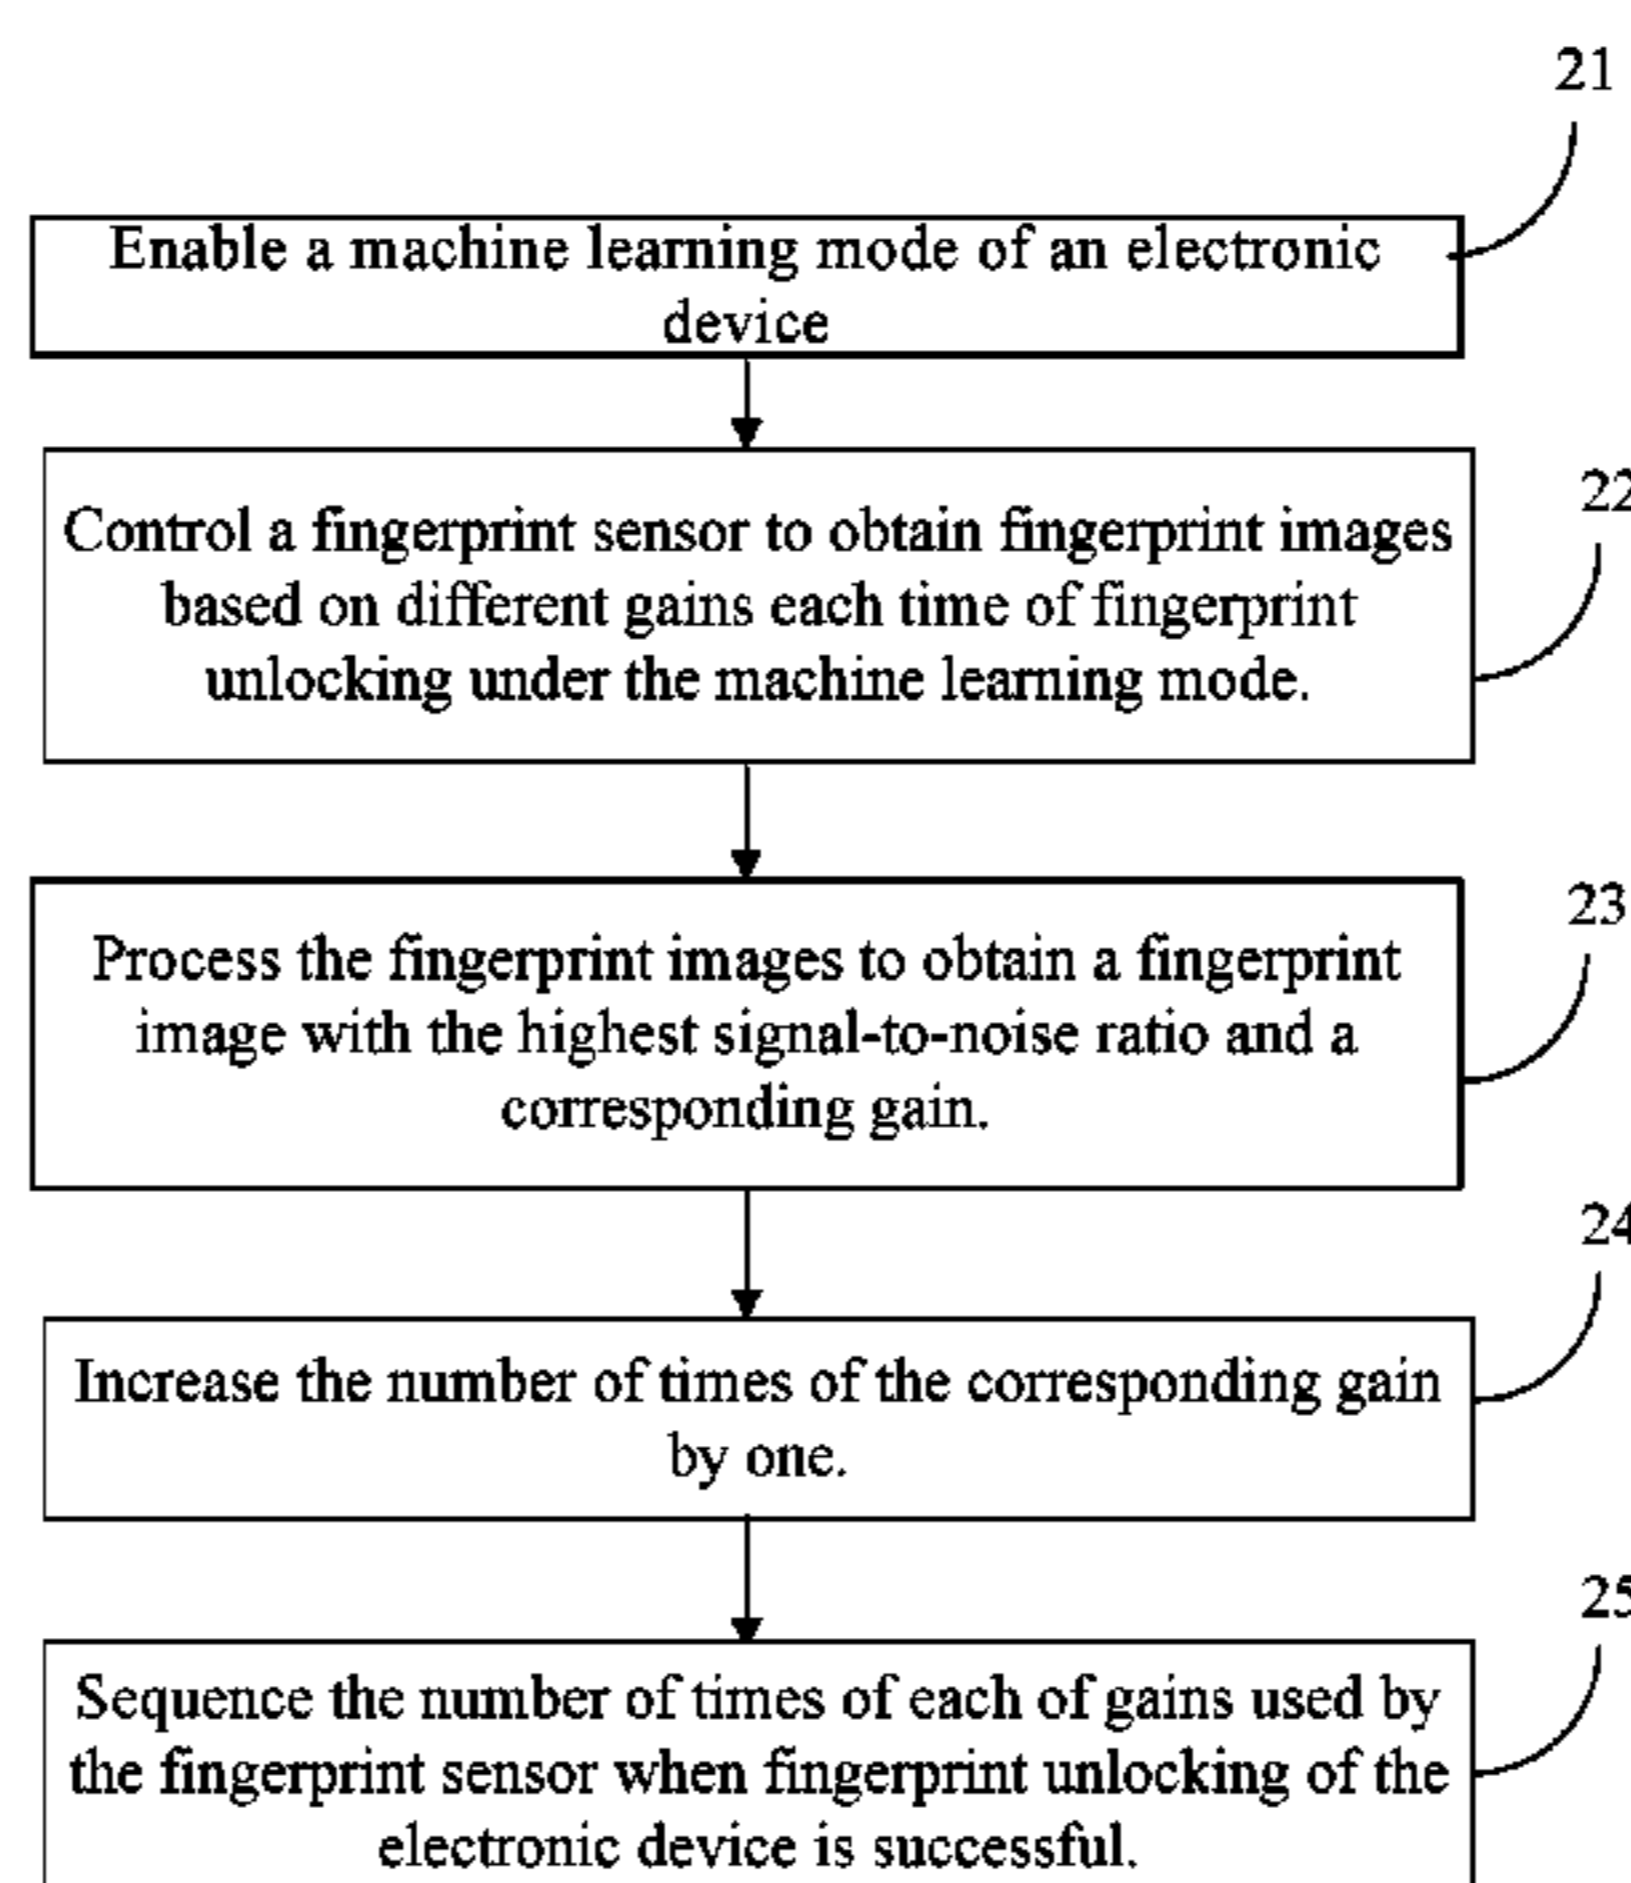 21
Enable a machine learning mode of an electronic
device
22
Control a fingerprint sensor to obtain fingerprint images
based on different gains each time of fingerprint
unlocking under the machine learning mode.
23
Process the fingerprint images to obtain a fingerprint
image with the highest signal-to-noise ratio and a
corresponding gain.
24
Increase the number of times of the corresponding gain
by one.
25
Sequence the number of times of each of gains used by
the fingerprint sensor when fingerprint unlocking of the
electronic device is successful.